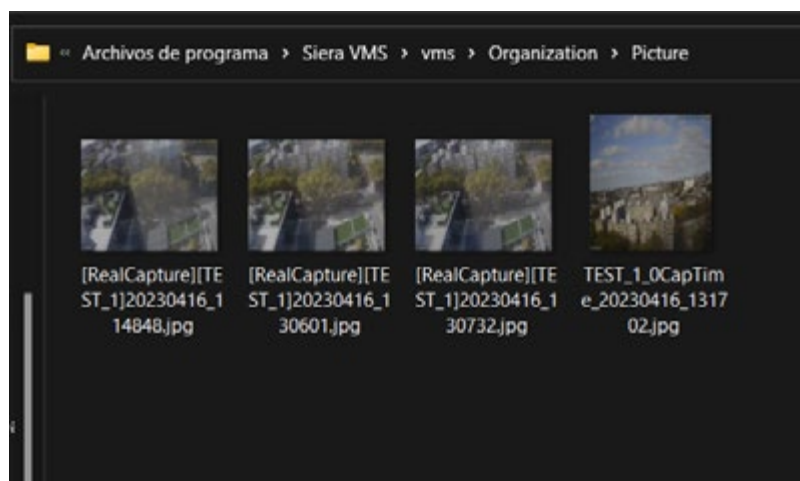 « Archivos de programa > Siera VMS > vms > Organization > Picture
[RealCapture][TE
ST_1]20230416_1
14848.jpg
[RealCapture][TE
ST_1]20230416_1
30601.jpg
[RealCapture][TE
ST_1]20230416_1
30732.jpg
TEST_1_0CapTim
e_20230416_1317
02.jpg